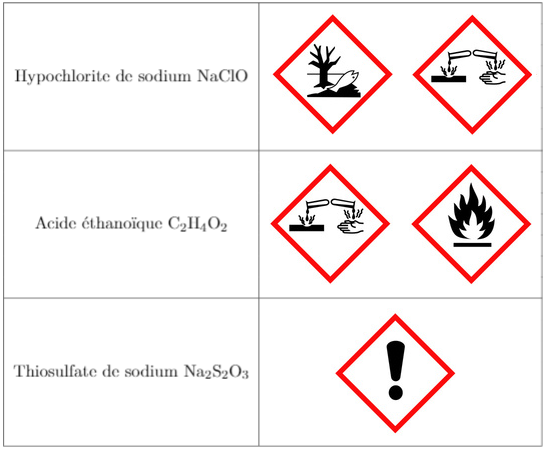 Hypochlorite de sodium NaClO
Acide éthanoïque C₂H₄O₂
Thiosulfate de sodium Na₂S₂O₃